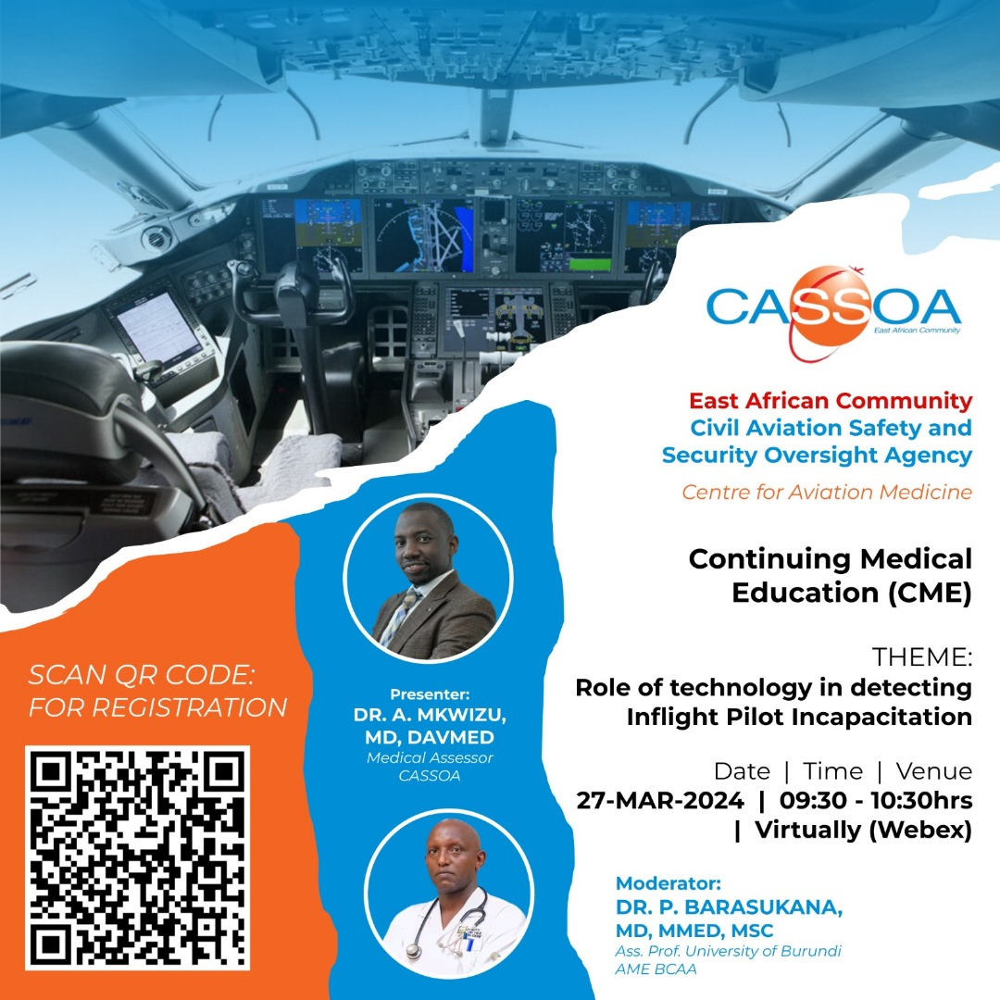 CASSOA
East African Community
East African Community
Civil Aviation Safety and
Security Oversight Agency
Centre for Aviation Medicine
Continuing Medical
Education (CME)
THEME:
Role of technology in detecting
Inflight Pilot Incapacitation
Date | Time | Venue
27-MAR-2024 | 09:30 - 10:30hrs
| Virtually (Webex)
Moderator:
DR. P. BARASUKANA,
MD, MMED, MSC
Ass. Prof. University of Burundi
AME BCAA
Presenter:
DR. A. MKWIZU,
MD, DAVMED
Medical Assessor
CASSOA
SCAN QR CODE:
FOR REGISTRATION